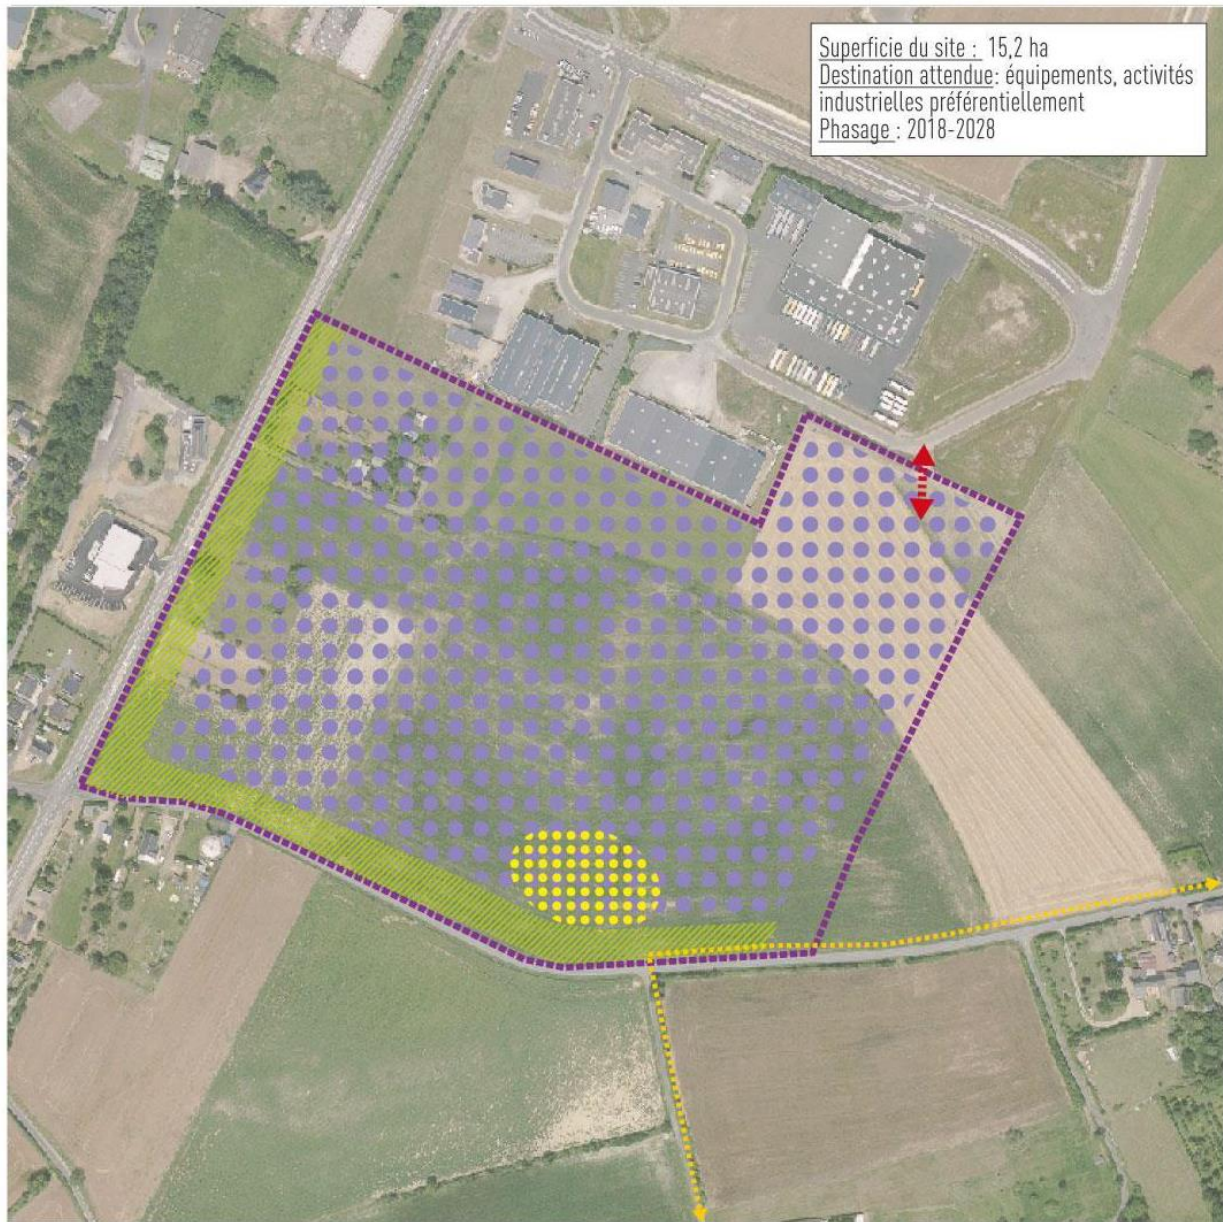 Superficie du site : 15,2 ha
Destination attendue: équipements, activités
industrielles préférentiellement
Phasage : 2018-2028